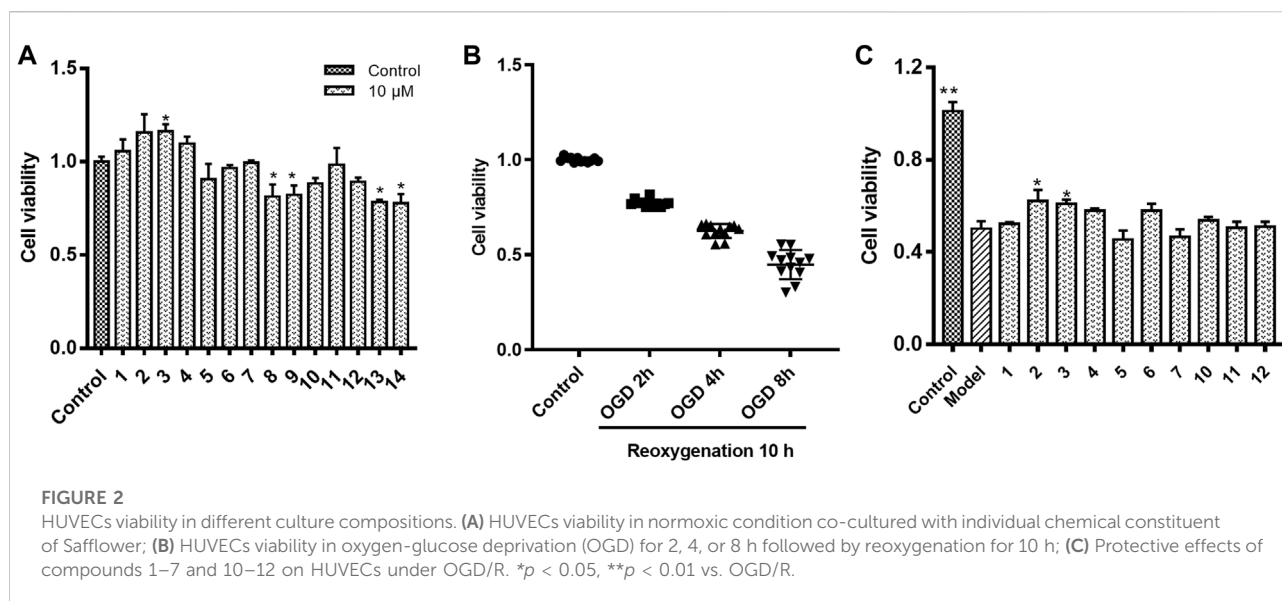 A
Cell viability
1.5
1.0
0.5
0.0
Control
10 µM
*
* *
* *
Control 1 2 3 4 5 6 7 8 9 10 11 12 13 14
B
Cell viability
1.5
1.0
0.5
0.0
Control OGD 2h OGD 4h OGD 8h
Reoxygenation 10 h
C
Cell viability
1.2
0.8
0.4
0.0
**
* *
Control Model 1 2 3 4 5 6 7 10 11 12
FIGURE 2
HUVECs viability in different culture compositions. (A) HUVECs viability in normoxic condition co-cultured with individual chemical constituent
of Safflower; (B) HUVECs viability in oxygen-glucose deprivation (OGD) for 2, 4, or 8 h followed by reoxygenation for 10 h; (C) Protective effects of
compounds 1–7 and 10–12 on HUVECs under OGD/R. *p < 0.05, **p < 0.01 vs. OGD/R.